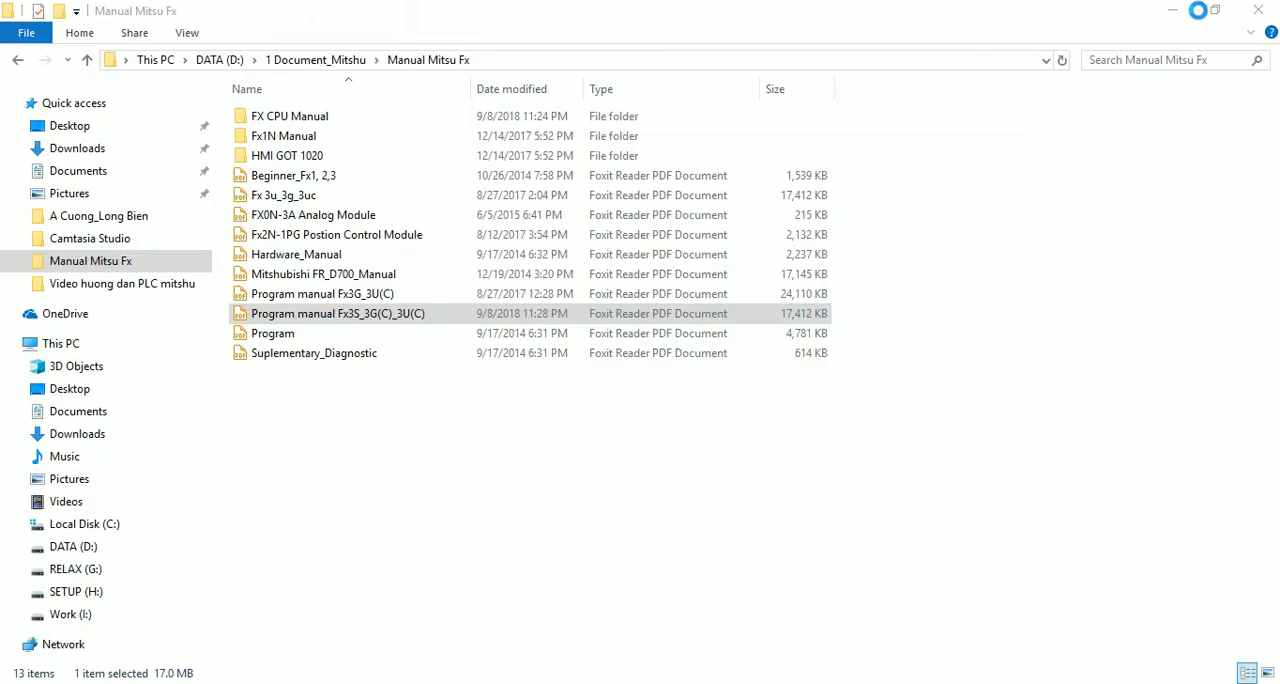 Manual Mitsu Fx
File Home Share View
This PC DATA (D:) 1 Document_Mitshu Manual Mitsu Fx Search Manual Mitsu Fx
Name Date modified Type Size
Quick access
Desktop
Downloads
Documents
Pictures
A Cuong_Long Bien
Camtasia Studio
Manual Mitsu Fx
Video huong dan PLC mitshu
OneDrive
This PC
3D Objects
Desktop
Documents
Downloads
Music
Pictures
Videos
Local Disk (C:)
DATA (D:)
RELAX (G:)
SETUP (H:)
Work (I:)
Network
FX CPU Manual 9/8/2018 11:24 PM File folder
Fx1N Manual 12/14/2017 5:52 PM File folder
HMI GOT 1020 12/14/2017 5:52 PM File folder
Beginner_Fx1, 2,3 10/26/2014 7:58 PM Foxit Reader PDF Document 1,539 KB
Fx 3u_3g_3uc 8/27/2017 2:04 PM Foxit Reader PDF Document 17,412 KB
FX0N-3A Analog Module 6/5/2015 6:41 PM Foxit Reader PDF Document 215 KB
Fx2N-1PG Postion Control Module 8/12/2017 3:54 PM Foxit Reader PDF Document 2,132 KB
Hardware_Manual 9/17/2014 6:32 PM Foxit Reader PDF Document 2,237 KB
Mitshubishi FR_D700_Manual 12/19/2014 3:20 PM Foxit Reader PDF Document 17,145 KB
Program manual Fx3G_3U(C) 8/27/2017 12:28 PM Foxit Reader PDF Document 24,110 KB
Program manual Fx3S_3G(C)_3U(C) 9/8/2018 11:28 PM Foxit Reader PDF Document 17,412 KB
Program 9/17/2014 6:31 PM Foxit Reader PDF Document 4,781 KB
Suplementary_Diagnostic 9/17/2014 6:31 PM Foxit Reader PDF Document 614 KB
13 items 1 item selected 17.0 MB